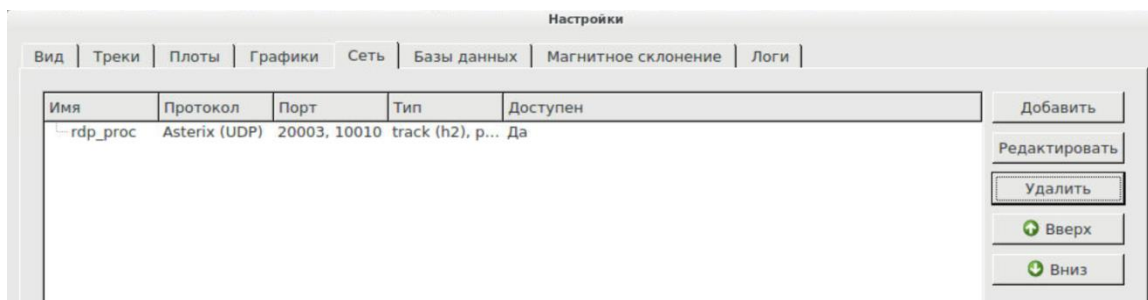 Настройки
Вид Треки Плоты Графики Сеть Базы данных Магнитное склонение Логи
Имя Протокол Порт Тип Доступен
rdp_proc Asterix (UDP) 20003, 10010 track (h2), p... Да
Добавить
Редактировать
Удалить
Вверх
Вниз